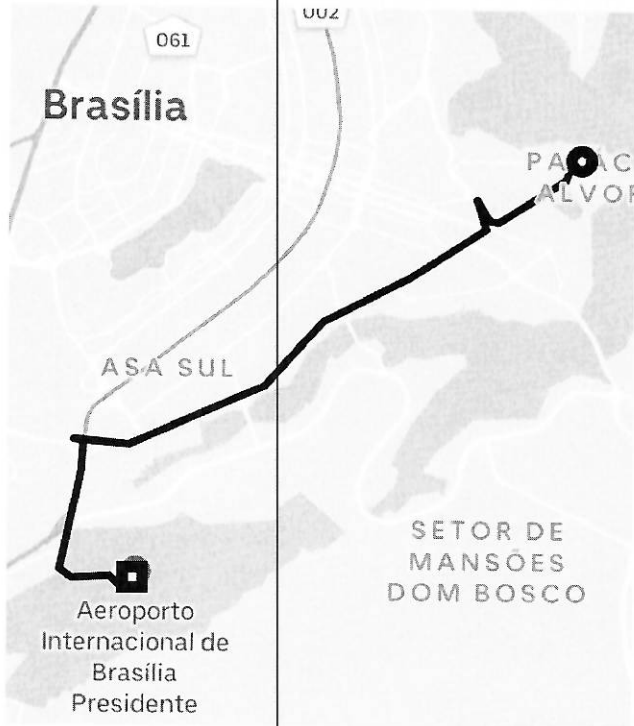 061
002
Brasília
ASA SUL
SETOR DE
MANSÕES
DOM BOSCO
Aeroporto
Internacional de
Brasília
Presidente